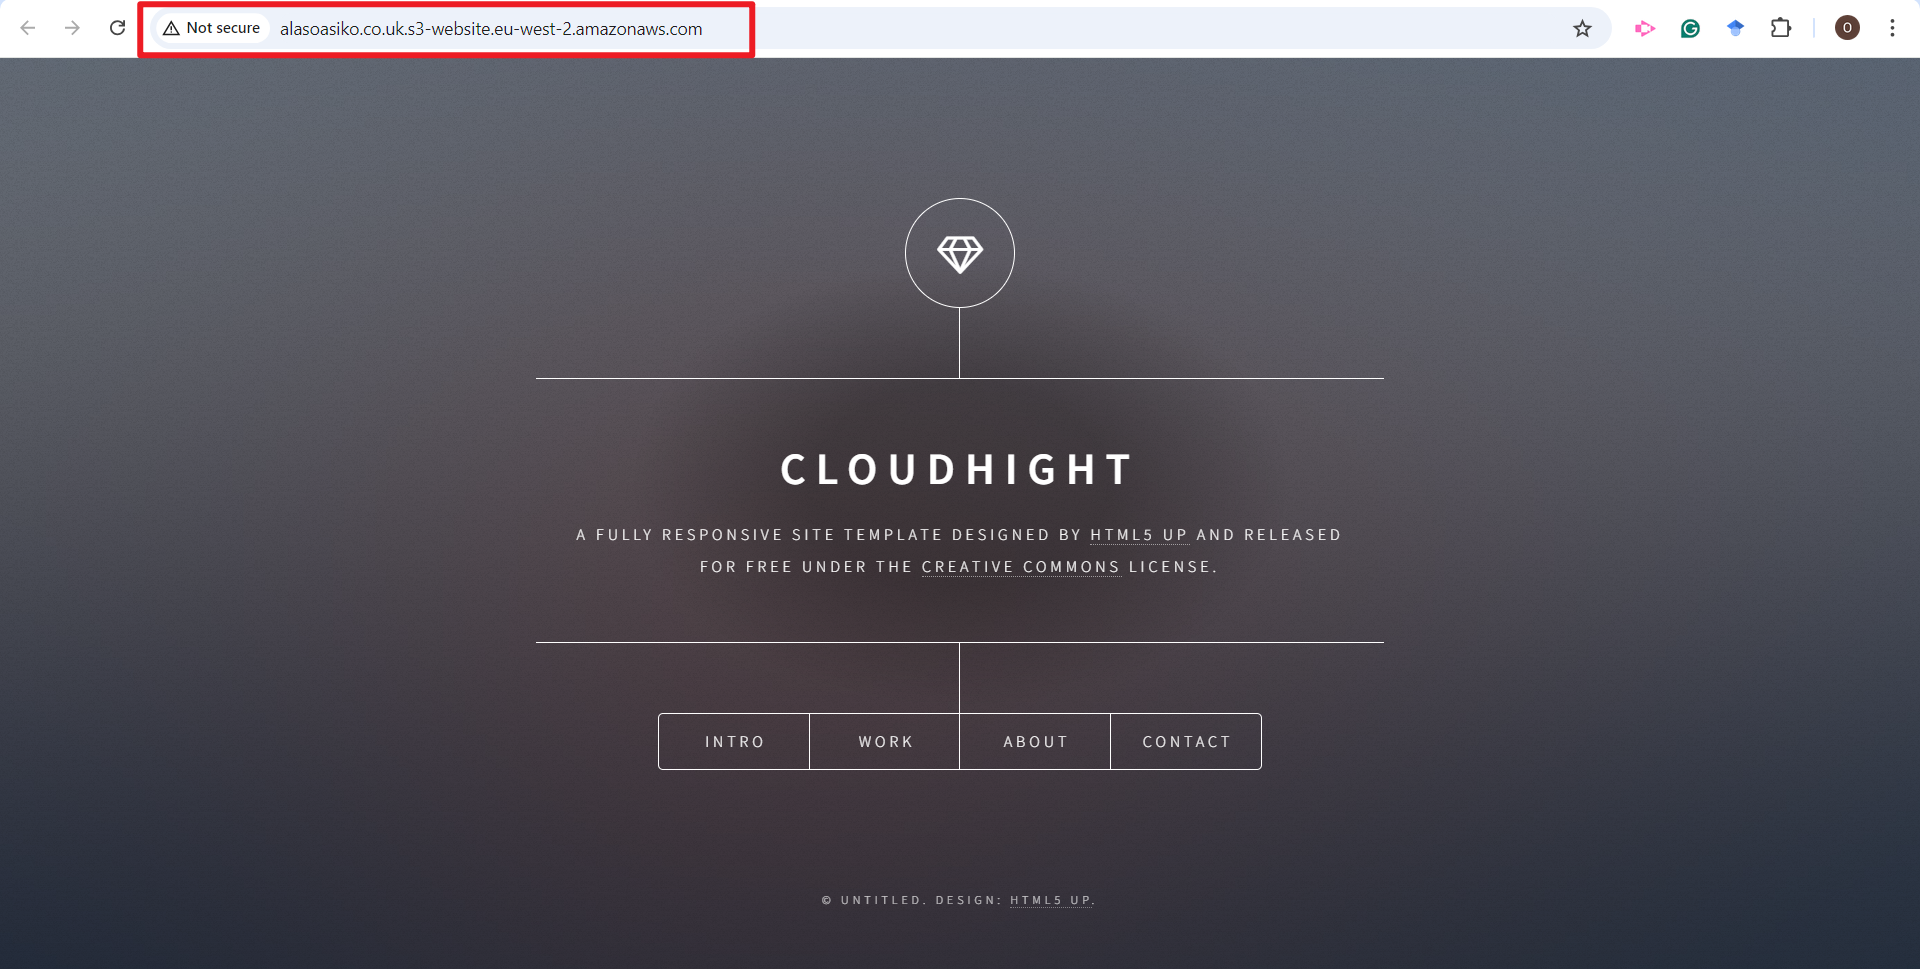 Not secure alasoasiko.co.uk.s3-website.eu-west-2.amazonaws.com
O
CLOUDHIGHT
A FULLY RESPONSIVE SITE TEMPLATE DESIGNED BY HTML5 UP AND RELEASED
FOR FREE UNDER THE CREATIVE COMMONS LICENSE.
INTRO WORK ABOUT CONTACT
© UNTITLED. DESIGN: HTML5 UP.